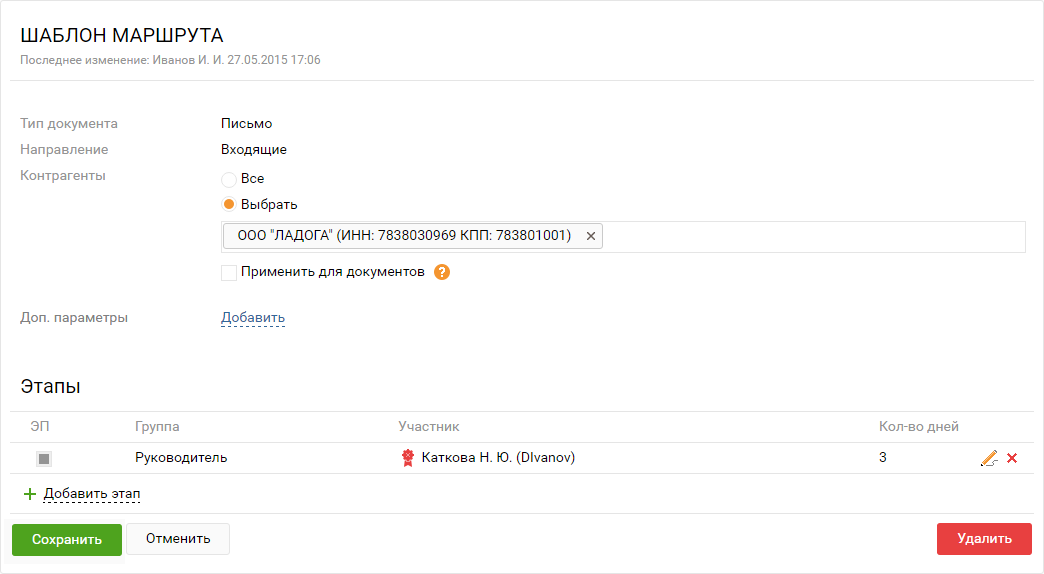 ШАБЛОН МАРШРУТА
Последнее изменение: Иванов И. И. 27.05.2015 17:06
Тип документа Письмо
Направление Входящие
Контрагенты Все
Выбрать
ООО "ЛАДОГА" (ИНН: 7838030969 КПП: 783801001) ×
Применить для документов ?
Доп. параметры Добавить
Этапы
ЭП Группа Участник Кол-во дней
Руководитель Каткова Н. Ю. (DIvanov) 3
+ Добавить этап
Сохранить Отменить Удалить